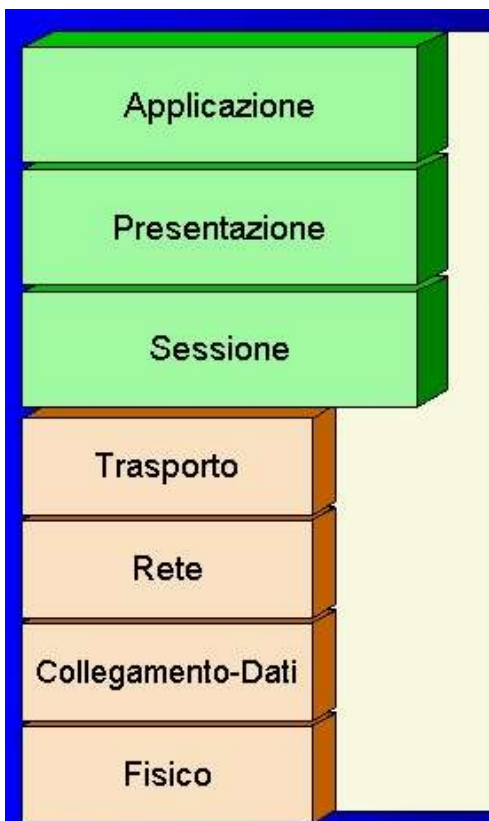 Applicazione
Presentazione
Sessione
Trasporto
Rete
Collegamento-Dati
Fisico